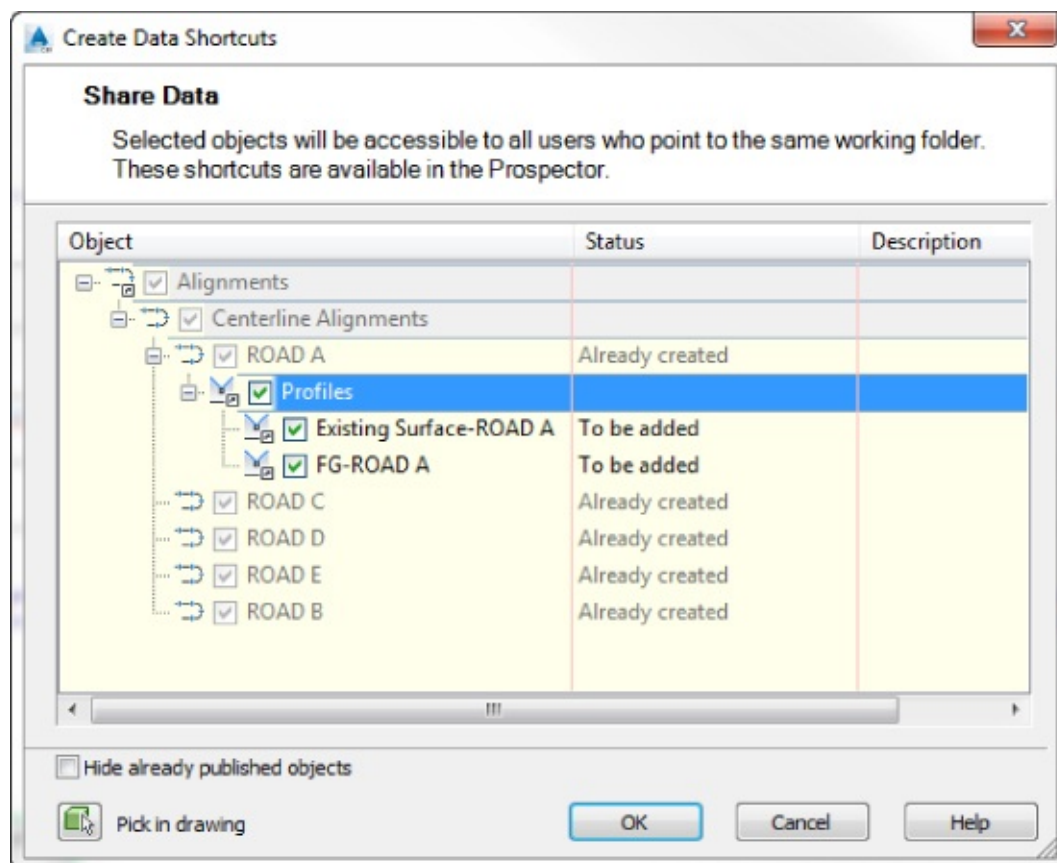 Create Data Shortcuts
Share Data
Selected objects will be accessible to all users who point to the same working folder.
These shortcuts are available in the Prospector.
Object Status Description
Alignments
Centerline Alignments
ROAD A Already created
Profiles
Existing Surface-ROAD A To be added
FG-ROAD A To be added
ROAD C Already created
ROAD D Already created
ROAD E Already created
ROAD B Already created
Hide already published objects
Pick in drawing OK Cancel Help